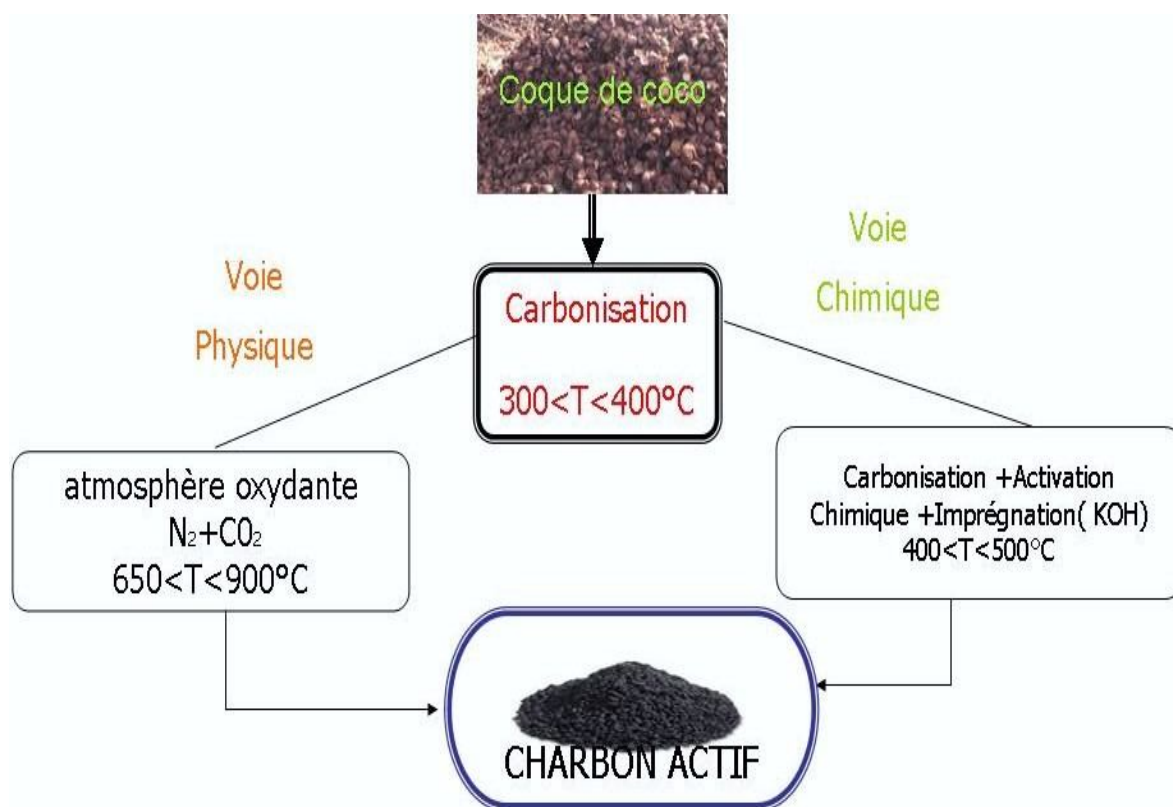 Coque de coco
Voie
Physique
Carbonisation
300<T<400°C
Voie
Chimique
atmosphère oxydante
N₂+C0₂
650<T<900°C
Carbonisation +Activation
Chimique +Imprégnation( KOH)
400<T<500°C
CHARBON ACTIF